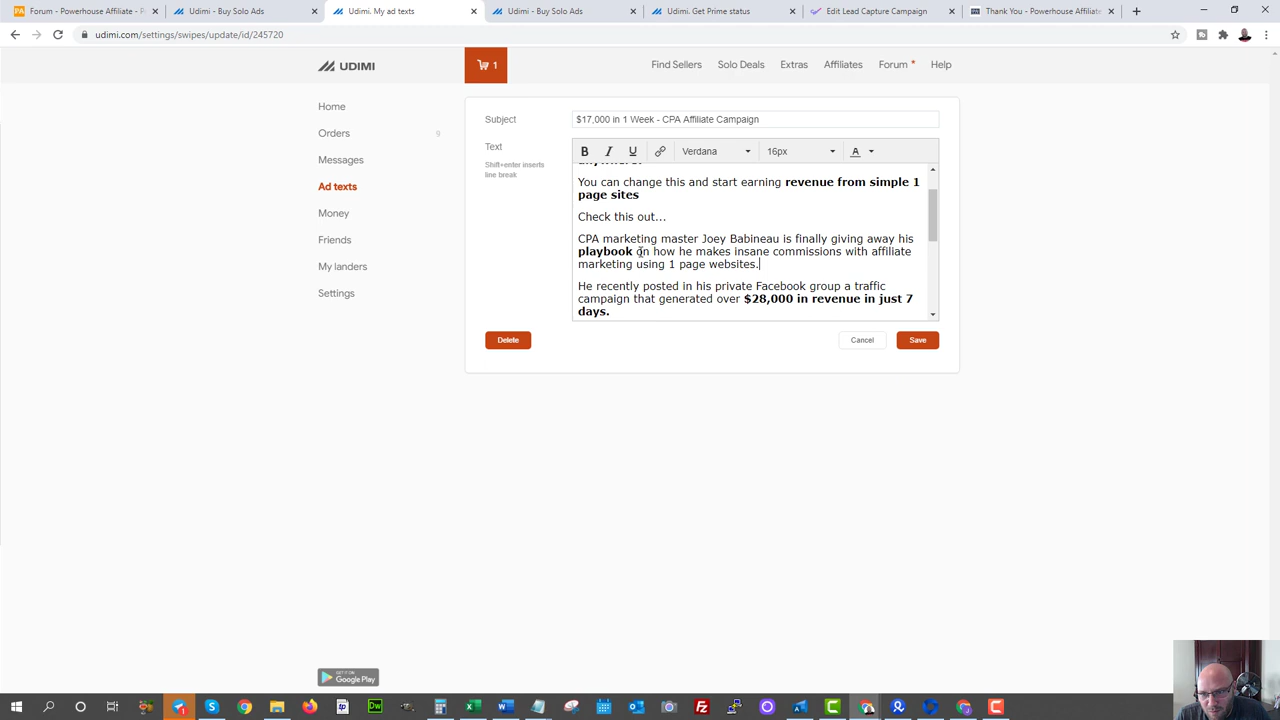 Forum - Powerhouse Affiliate - P
Udimi - Buy Solo Ads
Udimi. My ad texts
Udimi - Buy Solo Ads
Udimi. Get Prime status
Edit Lead Capture Campaign
Thank You - Powerhouse Affiliate
udimi.com/settings/swipes/update/id/245720
UDIMI
1
Find Sellers
Solo Deals
Extras
Affiliates
Forum
Help
Home
Orders
9
Messages
Ad texts
Money
Friends
My landers
Settings
Subject
$17,000 in 1 Week - CPA Affiliate Campaign
Text
Shift+enter inserts
line break
B I U
Verdana
16px
A
You can change this and start earning revenue from simple 1
page sites
Check this out...
CPA marketing master Joey Babineau is finally giving away his
playbook on how he makes insane commissions with affiliate
marketing using 1 page websites.
He recently posted in his private Facebook group a traffic
campaign that generated over $28,000 in revenue in just 7
days.
Delete
Cancel
Save
GET IT ON
Google Play